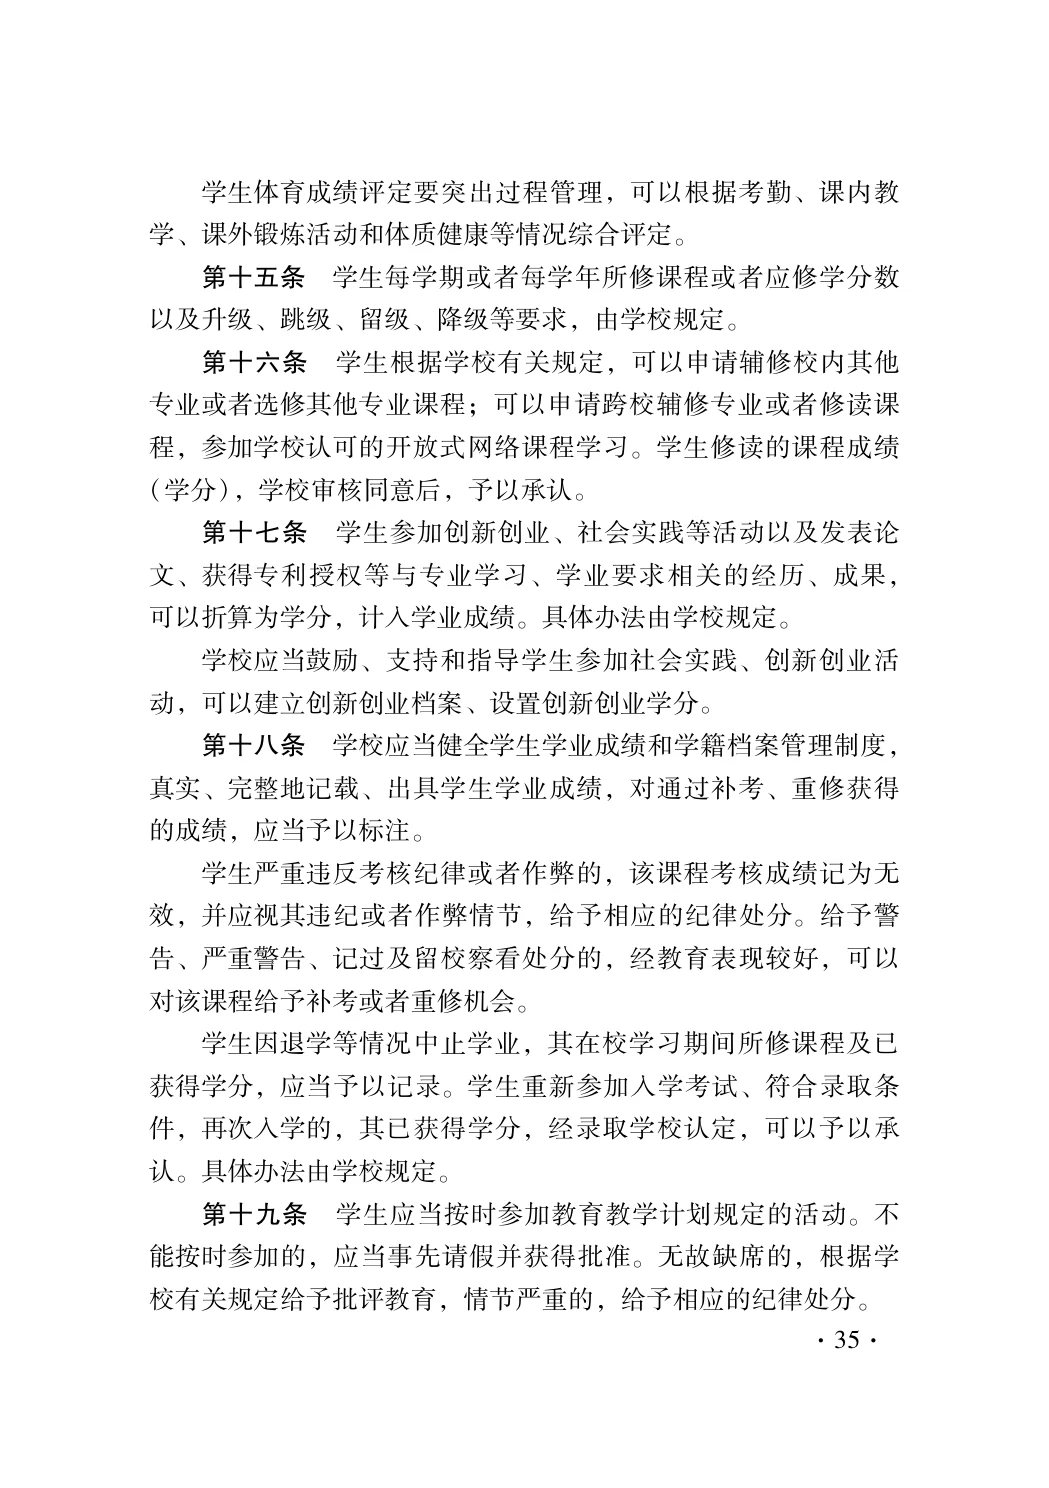 学生体育成绩评定要突出过程管理，可以根据考勤、课内教
学、课外锻炼活动和体质健康等情况综合评定。
第十五条　学生每学期或者每学年所修课程或者应修学分数
以及升级、跳级、留级、降级等要求，由学校规定。
第十六条　学生根据学校有关规定，可以申请辅修校内其他
专业或者选修其他专业课程；可以申请跨校辅修专业或者修读课
程，参加学校认可的开放式网络课程学习。学生修读的课程成绩
（学分），学校审核同意后，予以承认。
第十七条　学生参加创新创业、社会实践等活动以及发表论
文、获得专利授权等与专业学习、学业要求相关的经历、成果，
可以折算为学分，计入学业成绩。具体办法由学校规定。
学校应当鼓励、支持和指导学生参加社会实践、创新创业活
动，可以建立创新创业档案、设置创新创业学分。
第十八条　学校应当健全学生学业成绩和学籍档案管理制度，
真实、完整地记载、出具学生学业成绩，对通过补考、重修获得
的成绩，应当予以标注。
学生严重违反考核纪律或者作弊的，该课程考核成绩记为无
效，并应视其违纪或者作弊情节，给予相应的纪律处分。给予警
告、严重警告、记过及留校察看处分的，经教育表现较好，可以
对该课程给予补考或者重修机会。
学生因退学等情况中止学业，其在校学习期间所修课程及已
获得学分，应当予以记录。学生重新参加入学考试、符合录取条
件，再次入学的，其已获得学分，经录取学校认定，可以予以承
认。具体办法由学校规定。
第十九条　学生应当按时参加教育教学计划规定的活动。不
能按时参加的，应当事先请假并获得批准。无故缺席的，根据学
校有关规定给予批评教育，情节严重的，给予相应的纪律处分。
· 35 ·